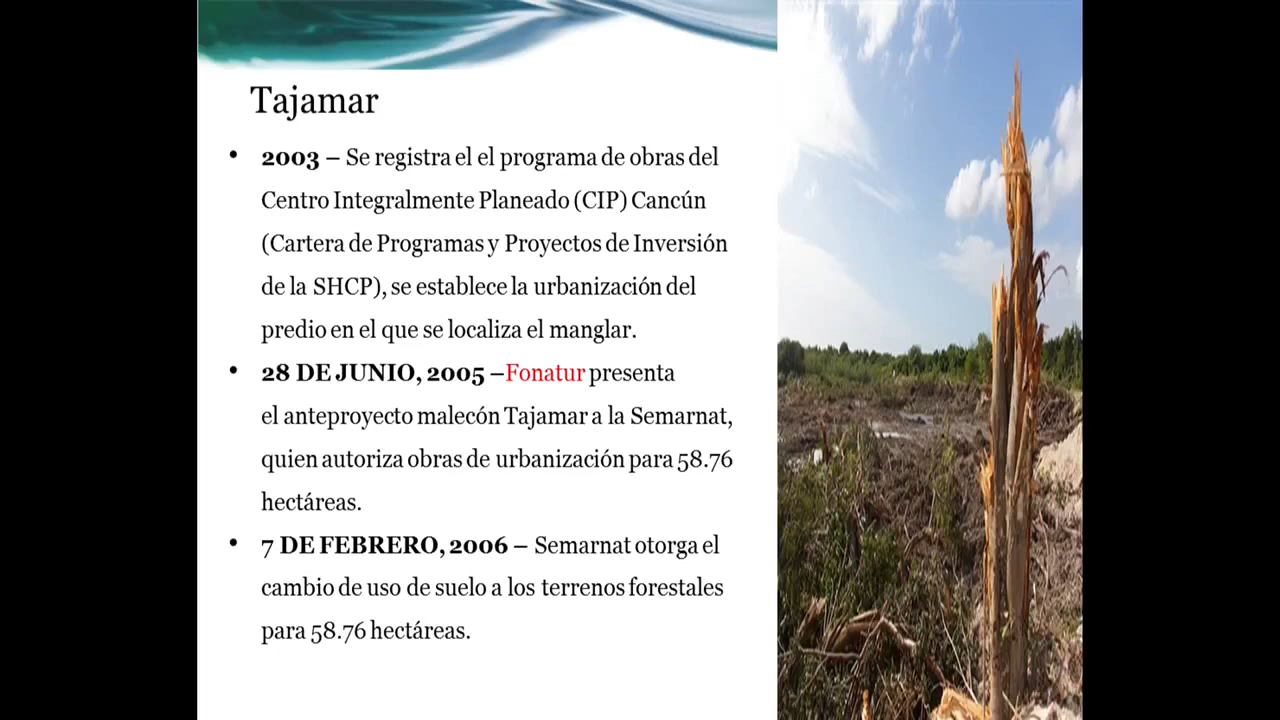 Tajamar
• 2003 – Se registra el el programa de obras del
Centro Integralmente Planeado (CIP) Cancún
(Cartera de Programas y Proyectos de Inversión
de la SHCP), se establece la urbanización del
predio en el que se localiza el manglar.
• 28 DE JUNIO, 2005 –Fonatur presenta
el anteproyecto malecón Tajamar a la Semarnat,
quien autoriza obras de urbanización para 58.76
hectáreas.
• 7 DE FEBRERO, 2006 – Semarnat otorga el
cambio de uso de suelo a los terrenos forestales
para 58.76 hectáreas.